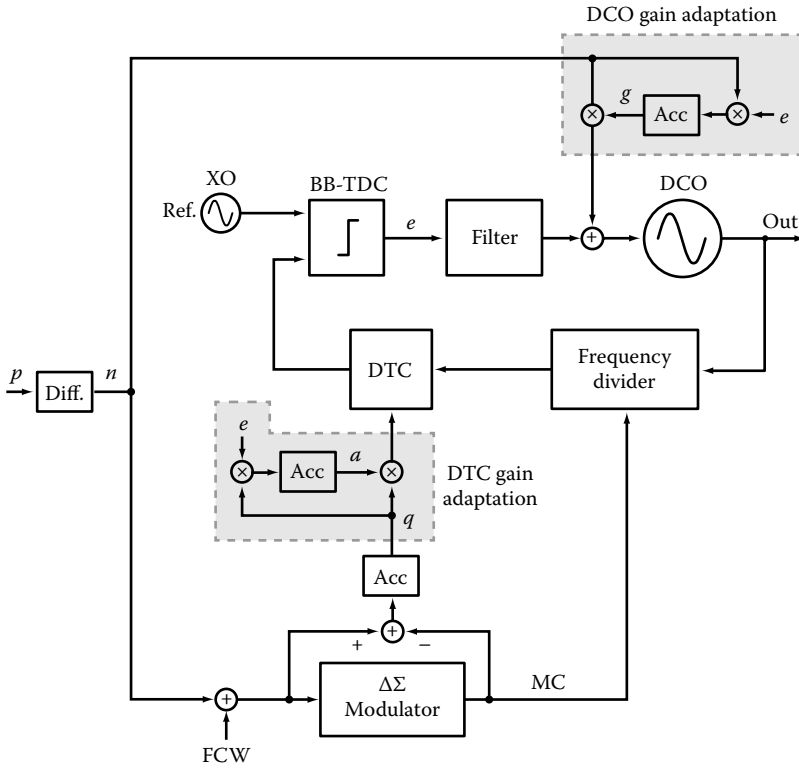 DCO gain adaptation
g
Acc
×
×
e
XO
Ref.
BB-TDC
e
Filter
+
DCO
Out
p
Diff.
n
DTC
Frequency
divider
e
×
Acc
a
×
q
DTC gain
adaptation
Acc
+
+
−
ΔΣ
Modulator
MC
+
FCW